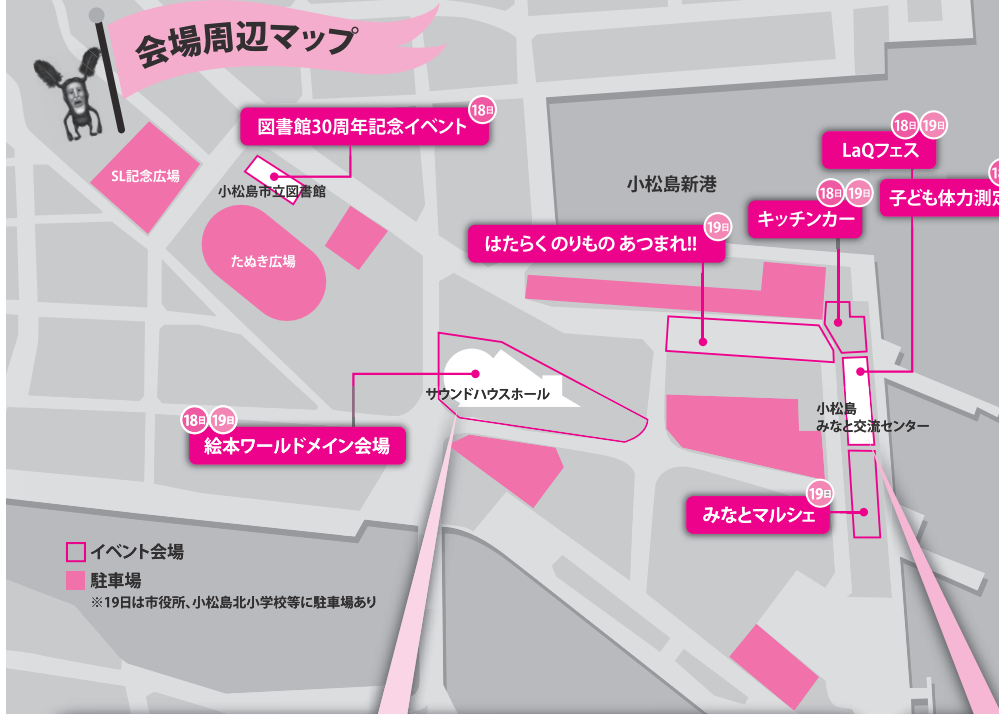 会場周辺マップ
18日
図書館30周年記念イベント
SL記念広場
小松島市立図書館
たぬき広場
小松島新港
18日 19日
LaQフェス
18日 19日
キッチンカー
子ども体力測定
19日
はたらく のりもの あつまれ!!
サウンドハウスホール
18日 19日
絵本ワールドメイン会場
小松島
みなと交流センター
19日
みなとマルシェ
イベント会場
駐車場
※19日は市役所、小松島北小学校等に駐車場あり